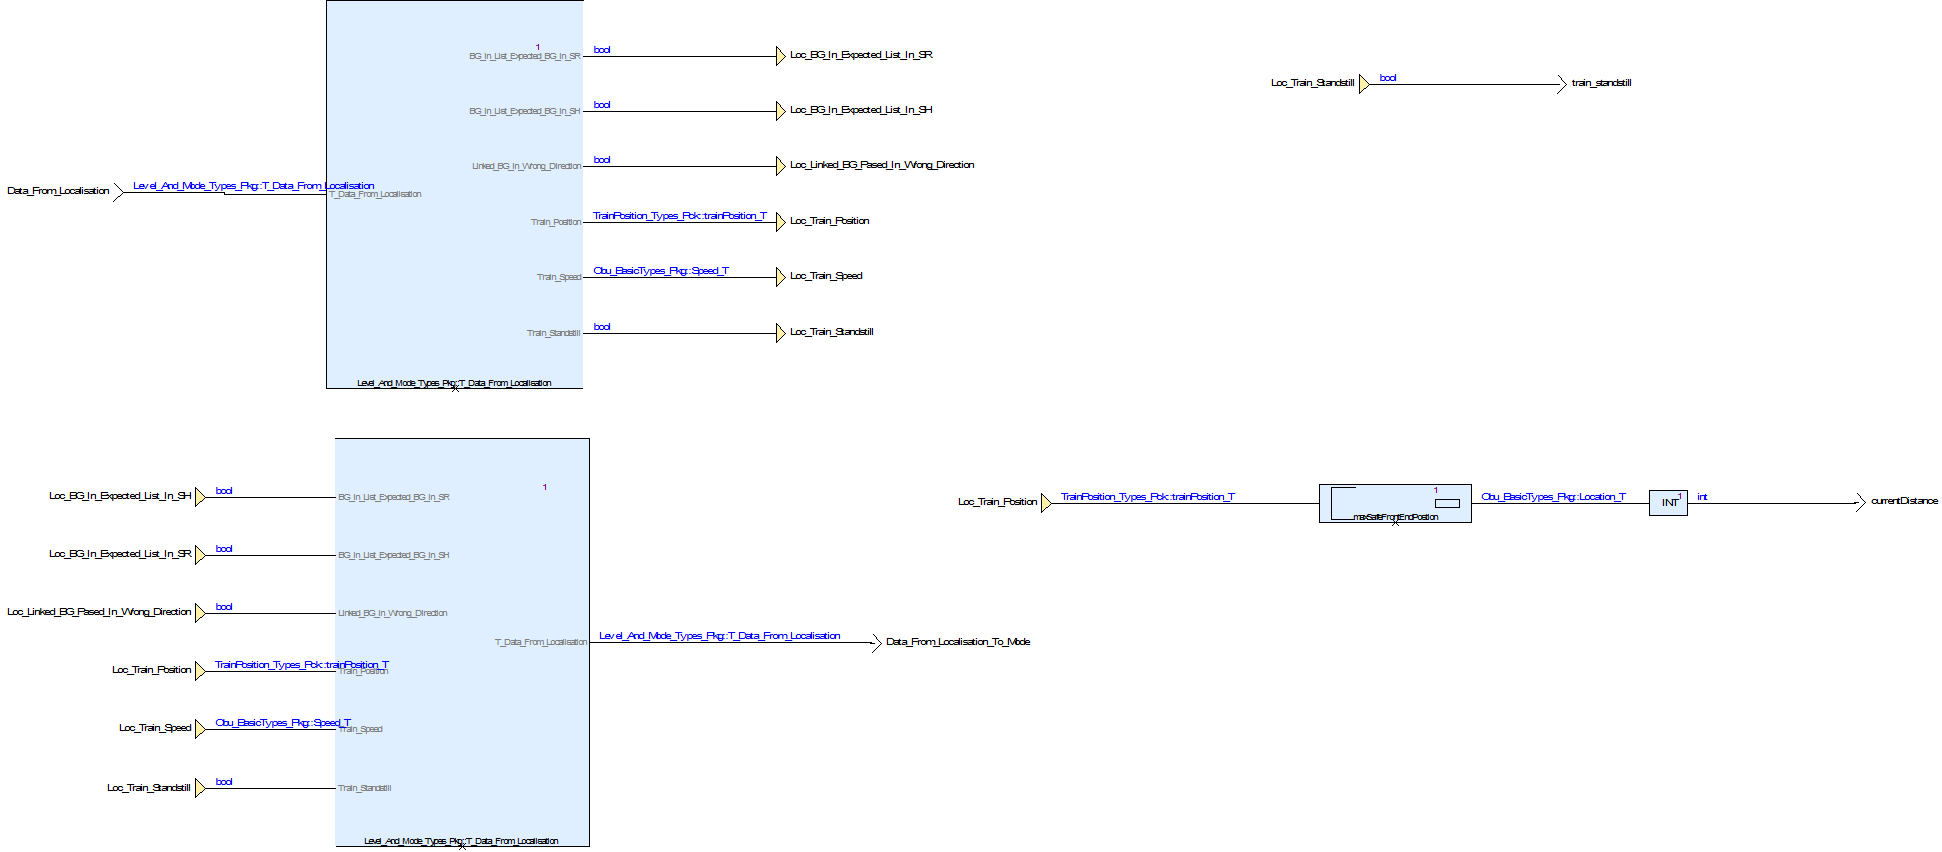 1
BG_In_List_Expected_BG_In_SR
bool
Loc_BG_In_Expected_List_In_SR
Loc_Train_Standstill
bool
train_standstill
BG_In_List_Expected_BG_In_SH
bool
Loc_BG_In_Expected_List_In_SH
Linked_BG_In_Wrong_Direction
bool
Loc_Linked_BG_Pased_In_Wrong_Direction
Data_From_Localisation
Level_And_Mode_Types_Pkg::T_Data_From_Localisation
T_Data_From_Localisation
Train_Position
TrainPosition_Types_Pck::trainPosition_T
Loc_Train_Position
Train_Speed
Obu_BasicTypes_Pkg::Speed_T
Loc_Train_Speed
Train_Standstill
bool
Loc_Train_Standstill
Level_And_Mode_Types_Pkg::T_Data_From_Localisation
1
Loc_BG_In_Expected_List_In_SH
bool
BG_In_List_Expected_BG_In_SR
Loc_Train_Position
TrainPosition_Types_Pck::trainPosition_T
1
maxSafeFrontEndPostion
Obu_BasicTypes_Pkg::Location_T
INT
1
int
currentDistance
Loc_BG_In_Expected_List_In_SR
bool
BG_In_List_Expected_BG_In_SH
Loc_Linked_BG_Pased_In_Wrong_Direction
bool
Linked_BG_In_Wrong_Direction
T_Data_From_Localisation
Level_And_Mode_Types_Pkg::T_Data_From_Localisation
Data_From_Localisation_To_Mode
Loc_Train_Position
TrainPosition_Types_Pck::trainPosition_T
Train_Position
Loc_Train_Speed
Obu_BasicTypes_Pkg::Speed_T
Train_Speed
Loc_Train_Standstill
bool
Train_Standstill
Level_And_Mode_Types_Pkg::T_Data_From_Localisation